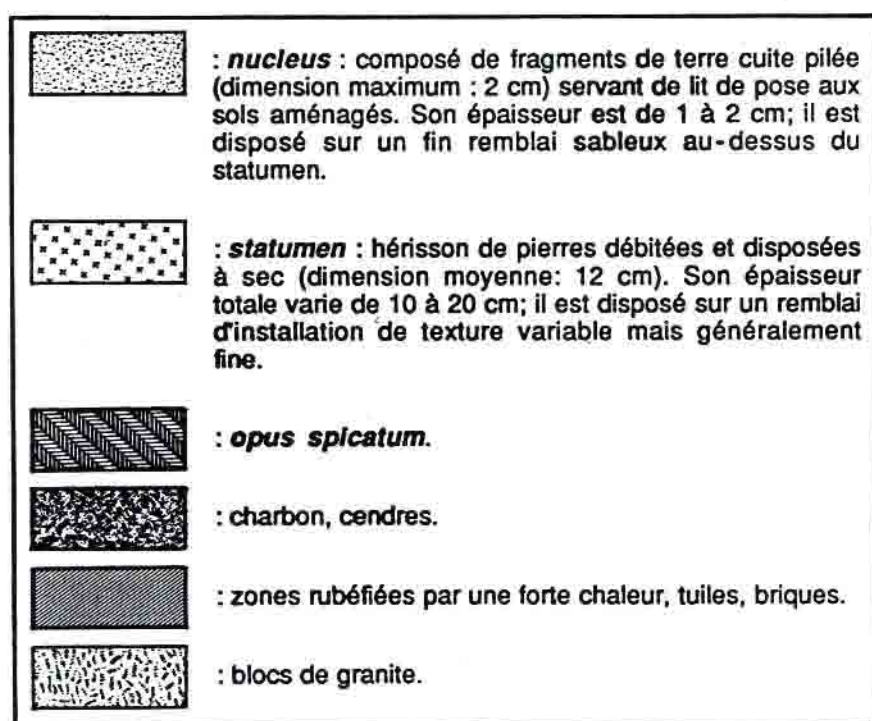 : nucleus : composé de fragments de terre cuite pilée
(dimension maximum : 2 cm) servant de lit de pose aux
sols aménagés. Son épaisseur est de 1 à 2 cm; il est
disposé sur un fin remblai sableux au-dessus du
statumen.
: statumen : hérisson de pierres débitées et disposées
à sec (dimension moyenne: 12 cm). Son épaisseur
totale varie de 10 à 20 cm; il est disposé sur un remblai
d'installation de texture variable mais généralement
fine.
: opus spicatum.
: charbon, cendres.
: zones rubéfiées par une forte chaleur, tuiles, briques.
: blocs de granite.